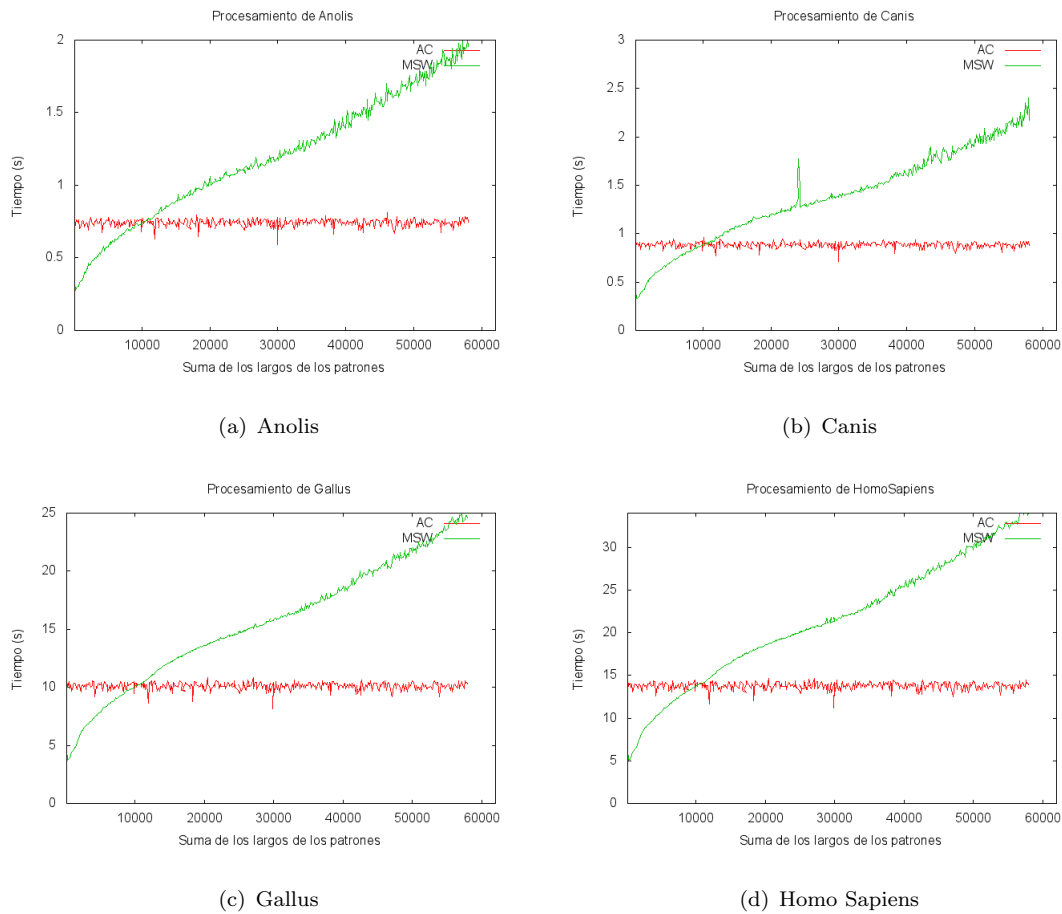 Procesamiento de Anolis
AC
MSW
Tiempo (s)
2
1.5
1
0.5
0
10000 20000 30000 40000 50000 60000
Suma de los largos de los patrones
(a) Anolis
Procesamiento de Canis
AC
MSW
Tiempo (s)
3
2.5
2
1.5
1
0.5
0
10000 20000 30000 40000 50000 60000
Suma de los largos de los patrones
(b) Canis
Procesamiento de Gallus
AC
MSW
Tiempo (s)
25
20
15
10
5
0
10000 20000 30000 40000 50000 60000
Suma de los largos de los patrones
(c) Gallus
Procesamiento de HomoSapiens
AC
MSW
Tiempo (s)
30
25
20
15
10
5
0
10000 20000 30000 40000 50000 60000
Suma de los largos de los patrones
(d) Homo Sapiens